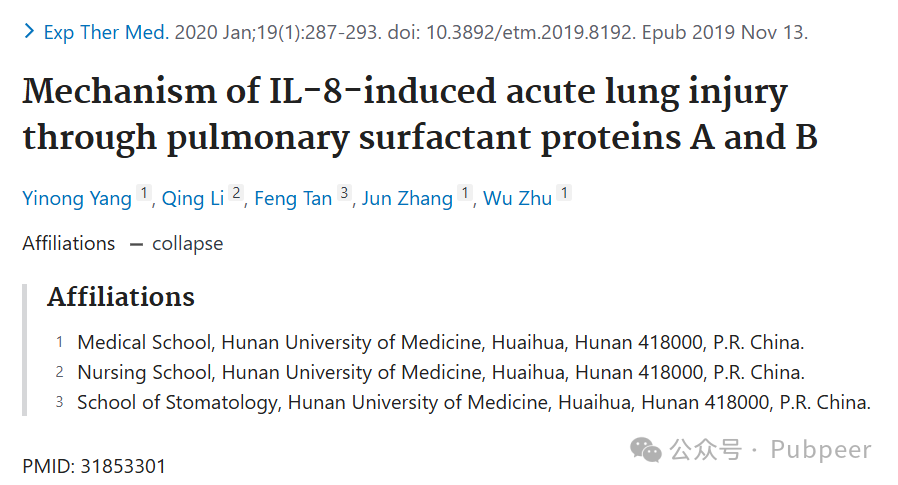 > Exp Ther Med. 2020 Jan;19(1):287-293. doi: 10.3892/etm.2019.8192. Epub 2019 Nov 13.
Mechanism of IL-8-induced acute lung injury
through pulmonary surfactant proteins A and B
Yinong Yang 1, Qing Li 2, Feng Tan 3, Jun Zhang 1, Wu Zhu 1
Affiliations — collapse
Affiliations
1 Medical School, Hunan University of Medicine, Huaihua, Hunan 418000, P.R. China.
2 Nursing School, Hunan University of Medicine, Huaihua, Hunan 418000, P.R. China.
3 School of Stomatology, Hunan University of Medicine, Huaihua, Hunan 418000, P.R. China.
公众号 · Pubpeer
PMID: 31853301